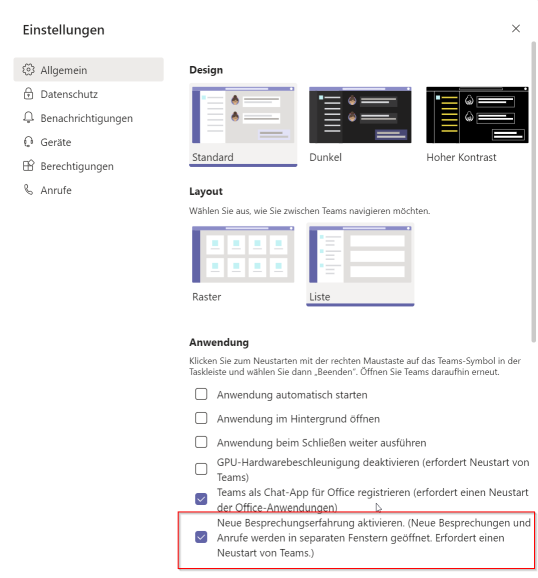 Einstellungen
Allgemein
Datenschutz
Benachrichtigungen
Geräte
Berechtigungen
Anrufe
Design
Standard
Dunkel
Hoher Kontrast
Layout
Wählen Sie aus, wie Sie zwischen Teams navigieren möchten.
Raster
Liste
Anwendung
Klicken Sie zum Neustarten mit der rechten Maustaste auf das Teams-Symbol in der
Taskleiste und wählen Sie dann „Beenden“. Öffnen Sie Teams daraufhin erneut.
Anwendung automatisch starten
Anwendung im Hintergrund öffnen
Anwendung beim Schließen weiter ausführen
GPU-Hardwarebeschleunigung deaktivieren (erfordert Neustart von
Teams)
Teams als Chat-App für Office registrieren (erfordert einen Neustart
der Office-Anwendungen)
Neue Besprechungserfahrung aktivieren. (Neue Besprechungen und
Anrufe werden in separaten Fenstern geöffnet. Erfordert einen
Neustart von Teams.)